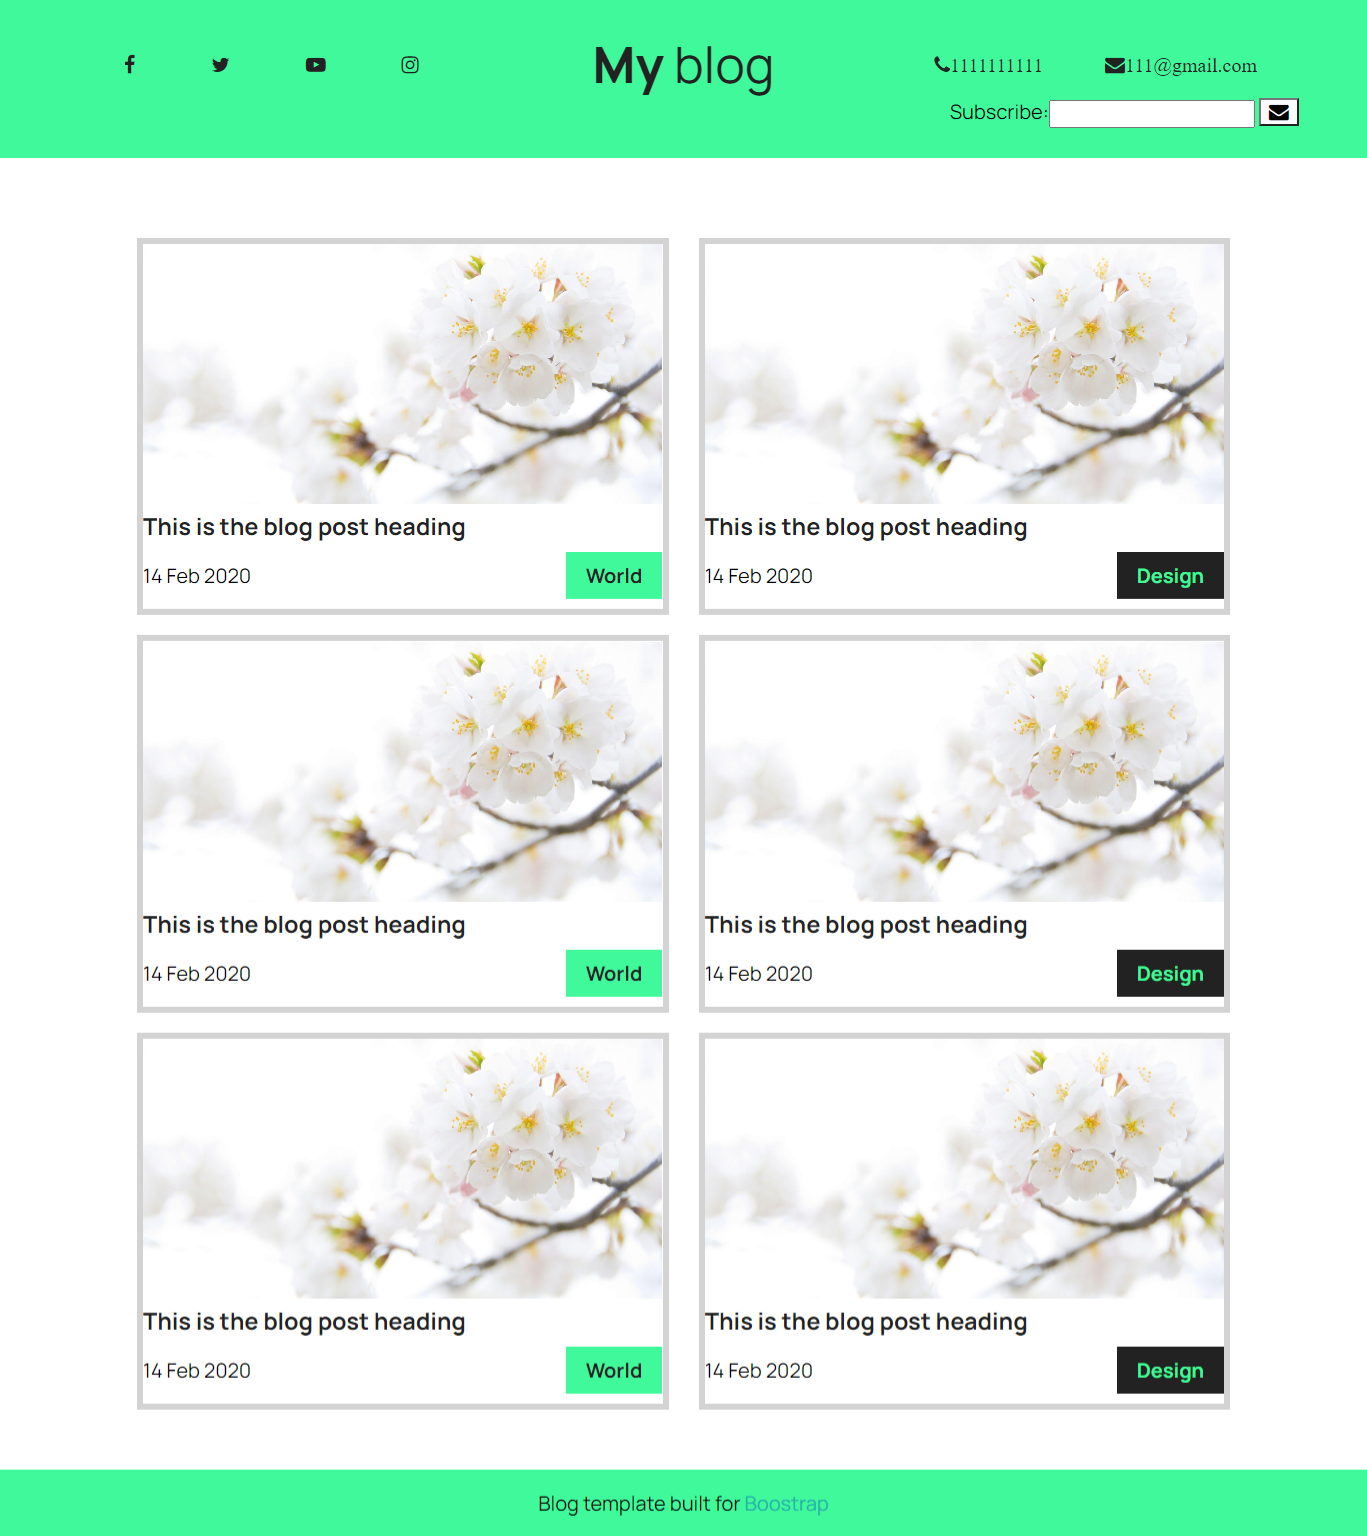 My blog
1111111111
111@gmail.com
Subscribe:
This is the blog post heading
14 Feb 2020
World
This is the blog post heading
14 Feb 2020
Design
This is the blog post heading
14 Feb 2020
World
This is the blog post heading
14 Feb 2020
Design
This is the blog post heading
14 Feb 2020
World
This is the blog post heading
14 Feb 2020
Design
Blog template built for Boostrap